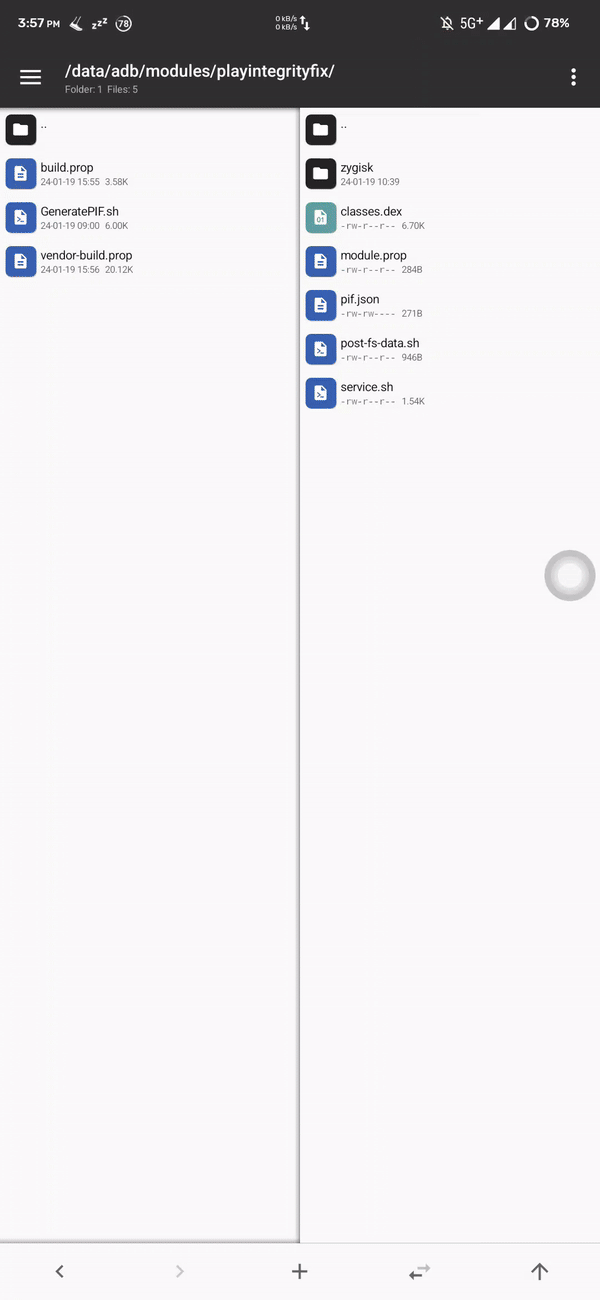 3:57 PM zzz 78 0 kB/s 0 kB/s 5G+ 78%
/data/adb/modules/playintegrityfix/
Folder: 1 Files: 5
..
build.prop
24-01-19 15:55 3.58K
GeneratePIF.sh
24-01-19 09:00 6.00K
vendor-build.prop
24-01-19 15:56 20.12K
..
zygisk
24-01-19 10:39
classes.dex
-rw-r--r-- 6.70K
module.prop
-rw-r--r-- 284B
pif.json
-rw-rw---- 271B
post-fs-data.sh
-rw-r--r-- 946B
service.sh
-rw-r--r-- 1.54K